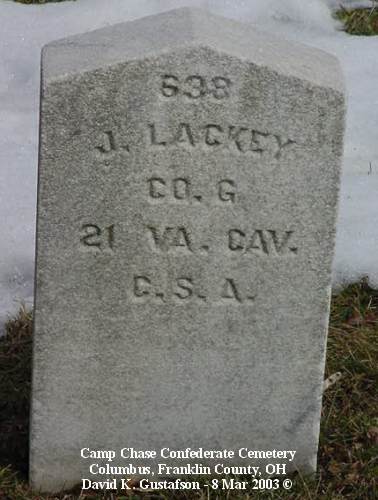 638
J. LACKEY
CO. G
21 VA. CAV.
C. S. A.
Camp Chase Confederate Cemetery
Columbus, Franklin County, OH
David K. Gustafson - 8 Mar 2003 ©